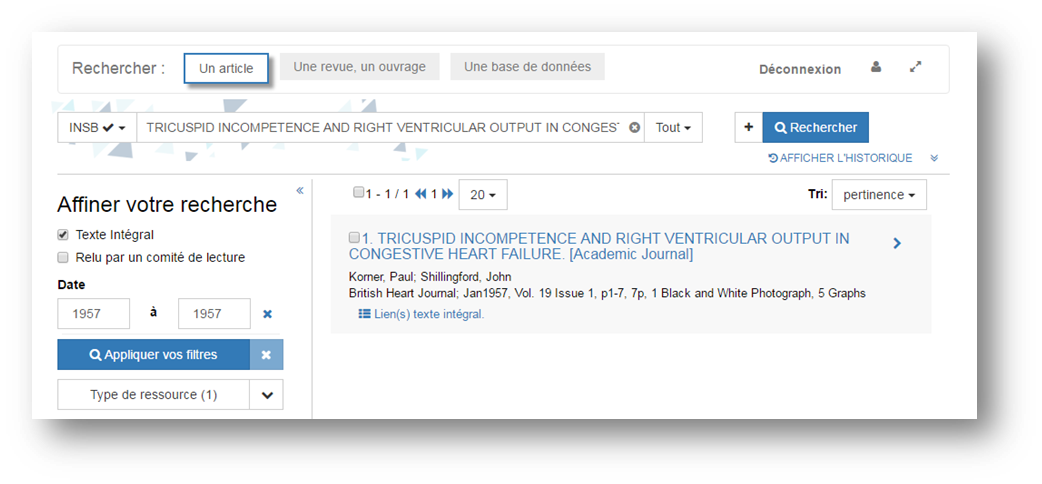 Rechercher : Un article Une revue, un ouvrage Une base de données Déconnexion
INSB TRICUSPID INCOMPETENCE AND RIGHT VENTRICULAR OUTPUT IN CONGES Tout + Rechercher
AFFICHER L'HISTORIQUE
Affiner votre recherche
Texte Intégral
Relu par un comité de lecture
Date
1957 à 1957
Appliquer vos filtres
Type de ressource (1)
1 - 1 / 1 1 20 Tri: pertinence
1. TRICUSPID INCOMPETENCE AND RIGHT VENTRICULAR OUTPUT IN
CONGESTIVE HEART FAILURE. [Academic Journal]
Korner, Paul; Shillingford, John
British Heart Journal; Jan1957, Vol. 19 Issue 1, p1-7, 7p, 1 Black and White Photograph, 5 Graphs
Lien(s) texte intégral.